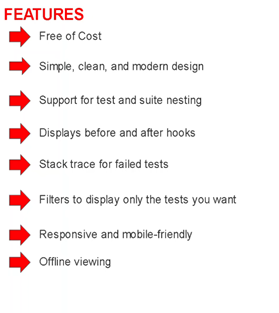 FEATURES
Free of Cost
Simple, clean, and modern design
Support for test and suite nesting
Displays before and after hooks
Stack trace for failed tests
Filters to display only the tests you want
Responsive and mobile-friendly
Offline viewing